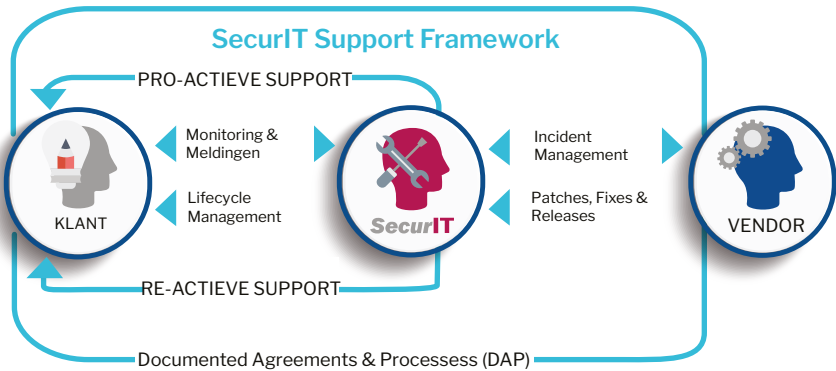 SecurIT Support Framework
PRO-ACTIEVE SUPPORT
Monitoring &
Meldingen
Incident
Management
Lifecycle
Management
Patches, Fixes &
Releases
KLANT
SecurIT
VENDOR
RE-ACTIEVE SUPPORT
Documented Agreements & Processess (DAP)